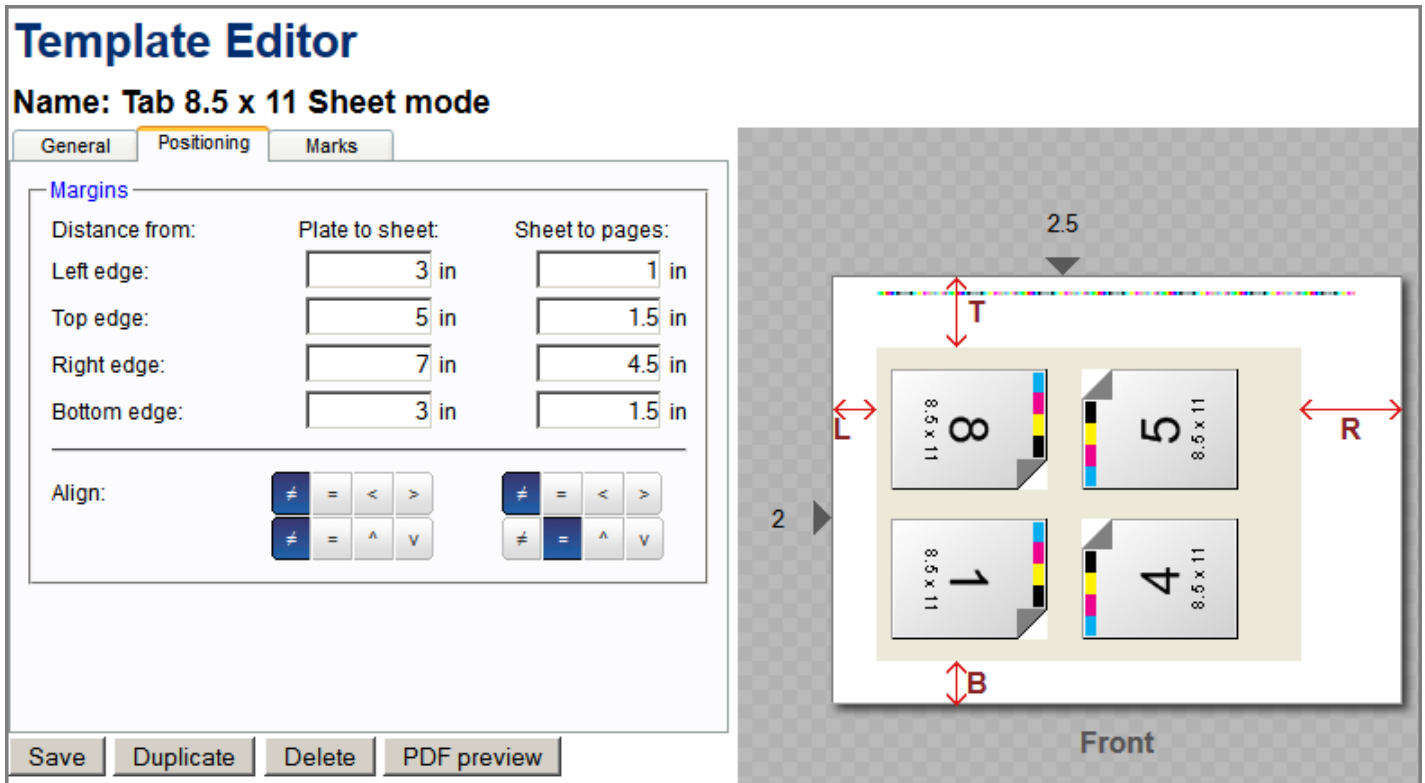 Template Editor
Name: Tab 8.5 x 11 Sheet mode
General Positioning Marks
Margins
Distance from: Plate to sheet: Sheet to pages:
Left edge: 3 in 1 in
Top edge: 5 in 1.5 in
Right edge: 7 in 4.5 in
Bottom edge: 3 in 1.5 in
Align: ≠ = < > ≠ = < >
≠ = ^ v ≠ = ^ v
Save Duplicate Delete PDF preview
2.5
T
8.5 x 11 8 5 8.5 x 11
L R
2
8.5 x 11 1 4 8.5 x 11
B
Front